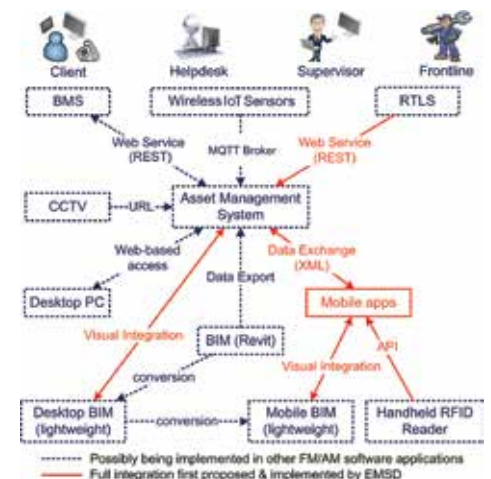 Client Helpdesk Supervisor Frontline
BMS Wireless IoT Sensors RTLS
Web Service
(REST)
MQTT Broker
Web Service
(REST)
CCTV
URL
Asset Management
System
Web-based
access
Data Export
Data Exchange
(XML)
Desktop PC
Mobile apps
Visual Integration
BIM (Revit)
Visual Integration
API
conversion
Desktop BIM
(lightweight)
conversion
Mobile BIM
(lightweight)
Handheld RFID
Reader
Possibly being implemented in other FM/AM software applications
Full integration first proposed & implemented by EMSD